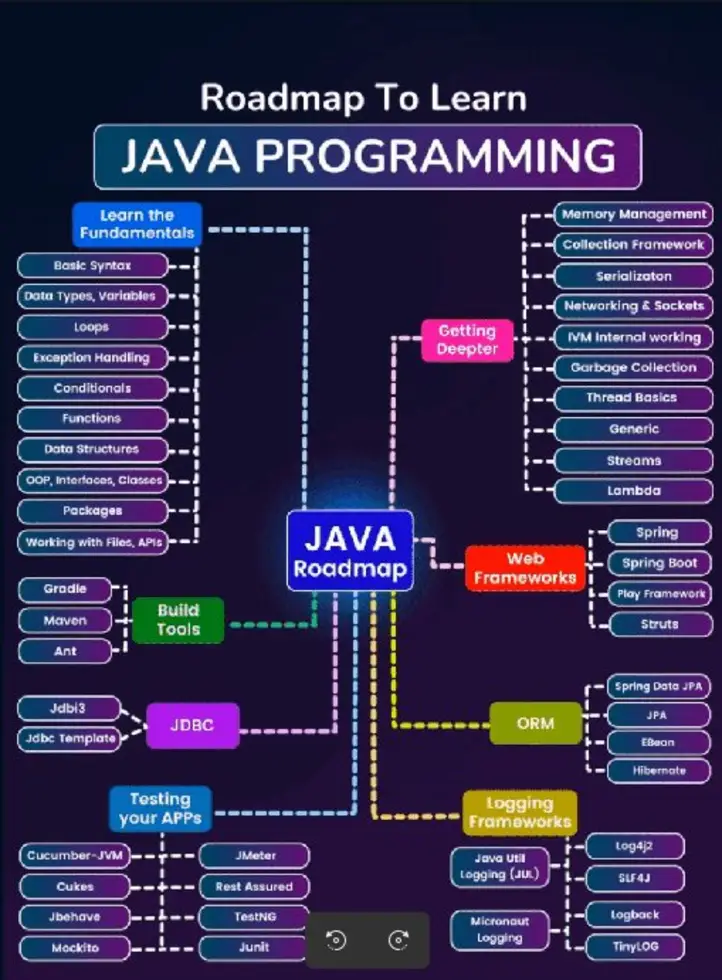 Roadmap To Learn
JAVA PROGRAMMING
Learn the
Fundamentals
Basic Syntax
Data Types, Variables
Loops
Exception Handling
Conditionals
Functions
Data Structures
OOP, Interfaces, Classes
Packages
Working with Files, APIs
Getting
Deepter
Memory Management
Collection Framework
Serializaton
Networking & Sockets
IVM Internal working
Garbage Collection
Thread Basics
Generic
Streams
Lambda
JAVA
Roadmap
Web
Frameworks
Spring
Spring Boot
Play Framework
Struts
Build
Tools
Gradle
Maven
Ant
JDBC
Jdbi3
Jdbc Template
ORM
Spring Data JPA
JPA
EBean
Hibernate
Testing
your APPs
Cucumber-JVM
Cukes
Jbehave
Mockito
JMeter
Rest Assured
TestNG
Junit
Logging
Frameworks
Java Util
Logging (JUL)
Micronaut
Logging
Log4j2
SLF4J
Logback
TinyLOG